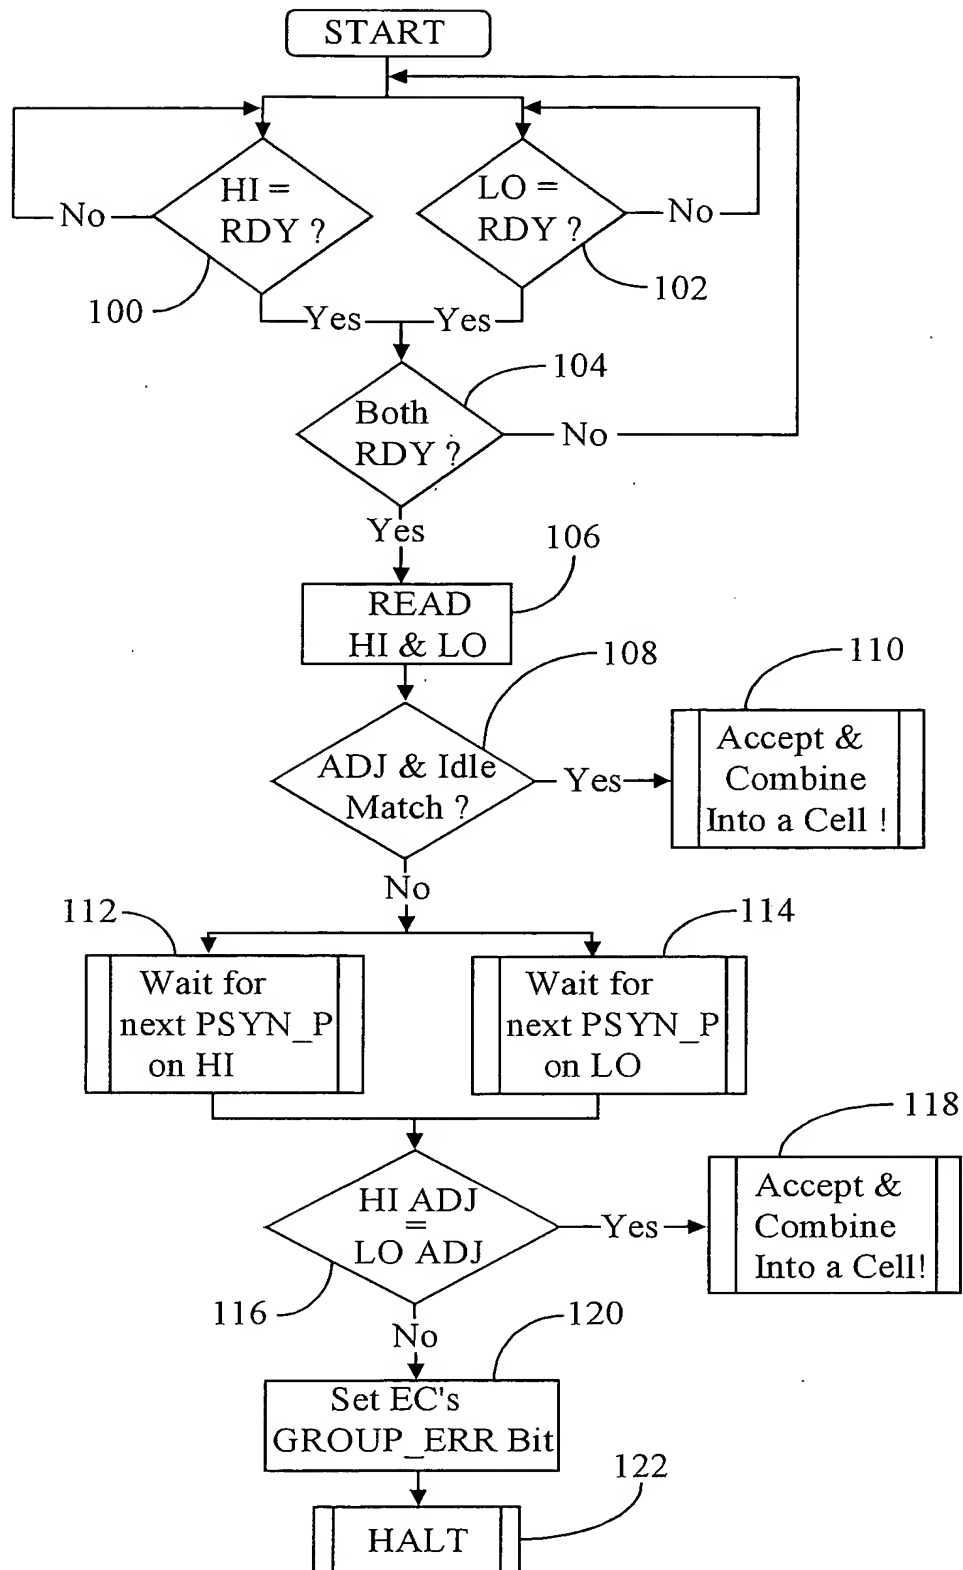 START
HI =
RDY ?
No
100
LO =
RDY ?
No
102
Yes
Yes
104
Both
RDY ?
No
Yes
106
READ
HI & LO
108
110
ADJ & Idle
Match ?
Yes
Accept &
Combine
Into a Cell !
No
112
114
Wait for
next PSYN_P
on HI
Wait for
next PSYN_P
on LO
118
HI ADJ
=
LO ADJ
Yes
Accept &
Combine
Into a Cell!
116
No
120
Set EC's
GROUP_ERR Bit
122
HALT